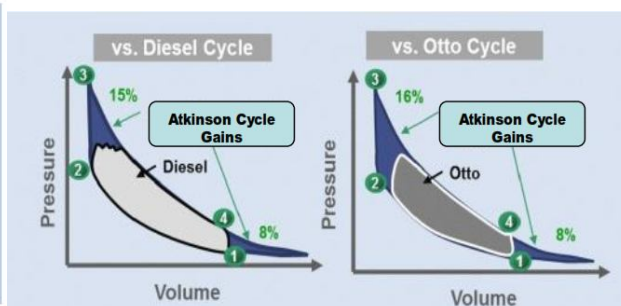 vs. Diesel Cycle
3
15%
Atkinson Cycle
Gains
Diesel
2
4
8%
1
Pressure
Volume
vs. Otto Cycle
3
16%
Atkinson Cycle
Gains
Otto
2
4
8%
1
Pressure
Volume